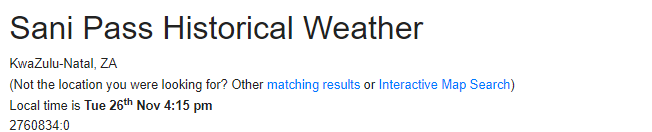 Sani Pass Historical Weather
KwaZulu-Natal, ZA
(Not the location you were looking for? Other matching results or Interactive Map Search)
Local time is Tue 26th Nov 4:15 pm
2760834:0